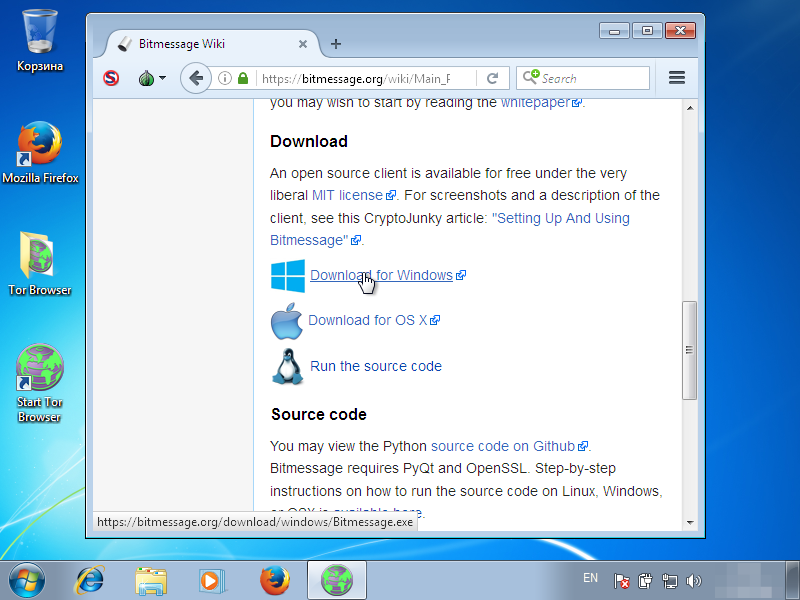 Корзина
Mozilla Firefox
Tor Browser
Start Tor
Browser
Bitmessage Wiki
https://bitmessage.org/wiki/Main_P
Search
you may wish to start by reading the whitepaper.
Download
An open source client is available for free under the very
liberal MIT license. For screenshots and a description of the
client, see this CryptoJunky article: "Setting Up And Using
Bitmessage".
Download for Windows
Download for OS X
Run the source code
Source code
You may view the Python source code on Github.
Bitmessage requires PyQt and OpenSSL. Step-by-step
instructions on how to run the source code on Linux, Windows,
or OSX is available here.
https://bitmessage.org/download/windows/Bitmessage.exe
EN